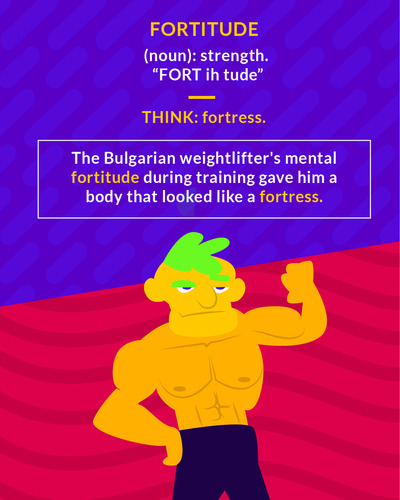 FORTITUDE
(noun): strength.
“FORT ih tude”
THINK: fortress.
The Bulgarian weightlifter's mental
fortitude during training gave him a
body that looked like a fortress.